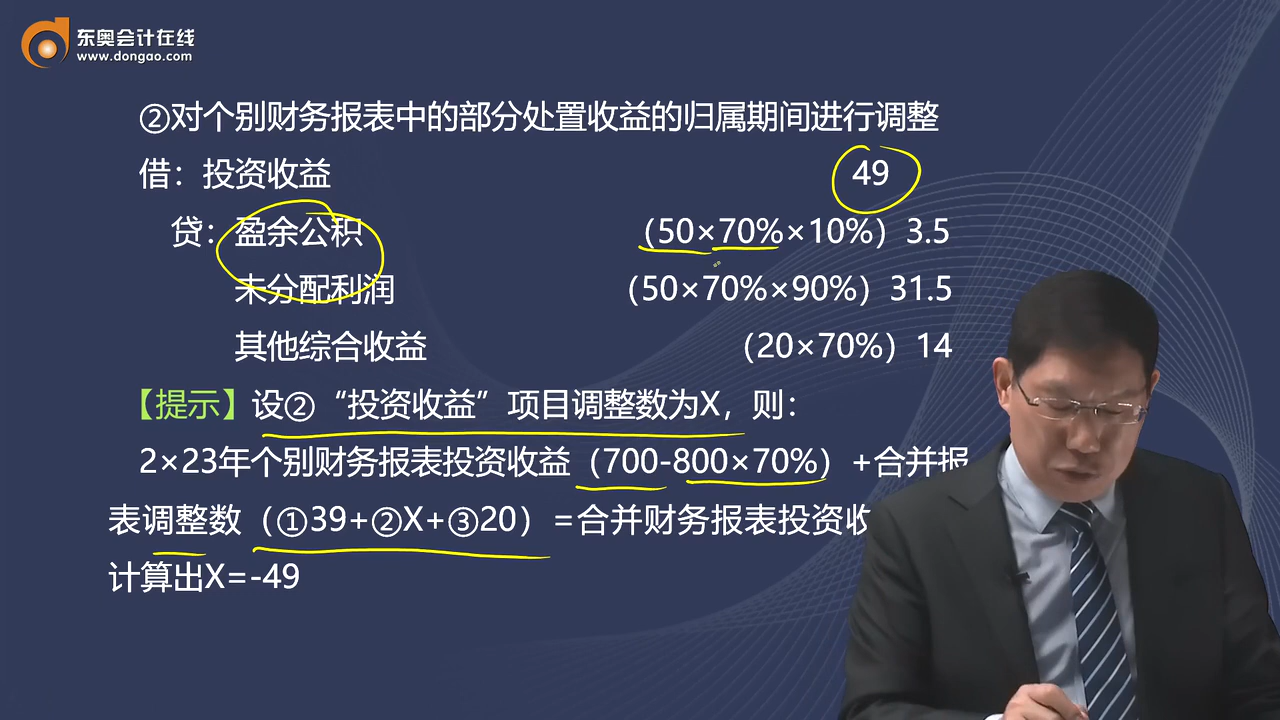 东奥会计在线
www.dongao.com
②对个别财务报表中的部分处置收益的归属期间进行调整
借：投资收益 49
贷：盈余公积 （50×70%×10%）3.5
未分配利润 （50×70%×90%）31.5
其他综合收益 （20×70%）14
【提示】设②“投资收益”项目调整数为X，则：
2×23年个别财务报表投资收益（700-800×70%）+合并报
表调整数（①39+②X+③20）=合并财务报表投资收
计算出X=-49